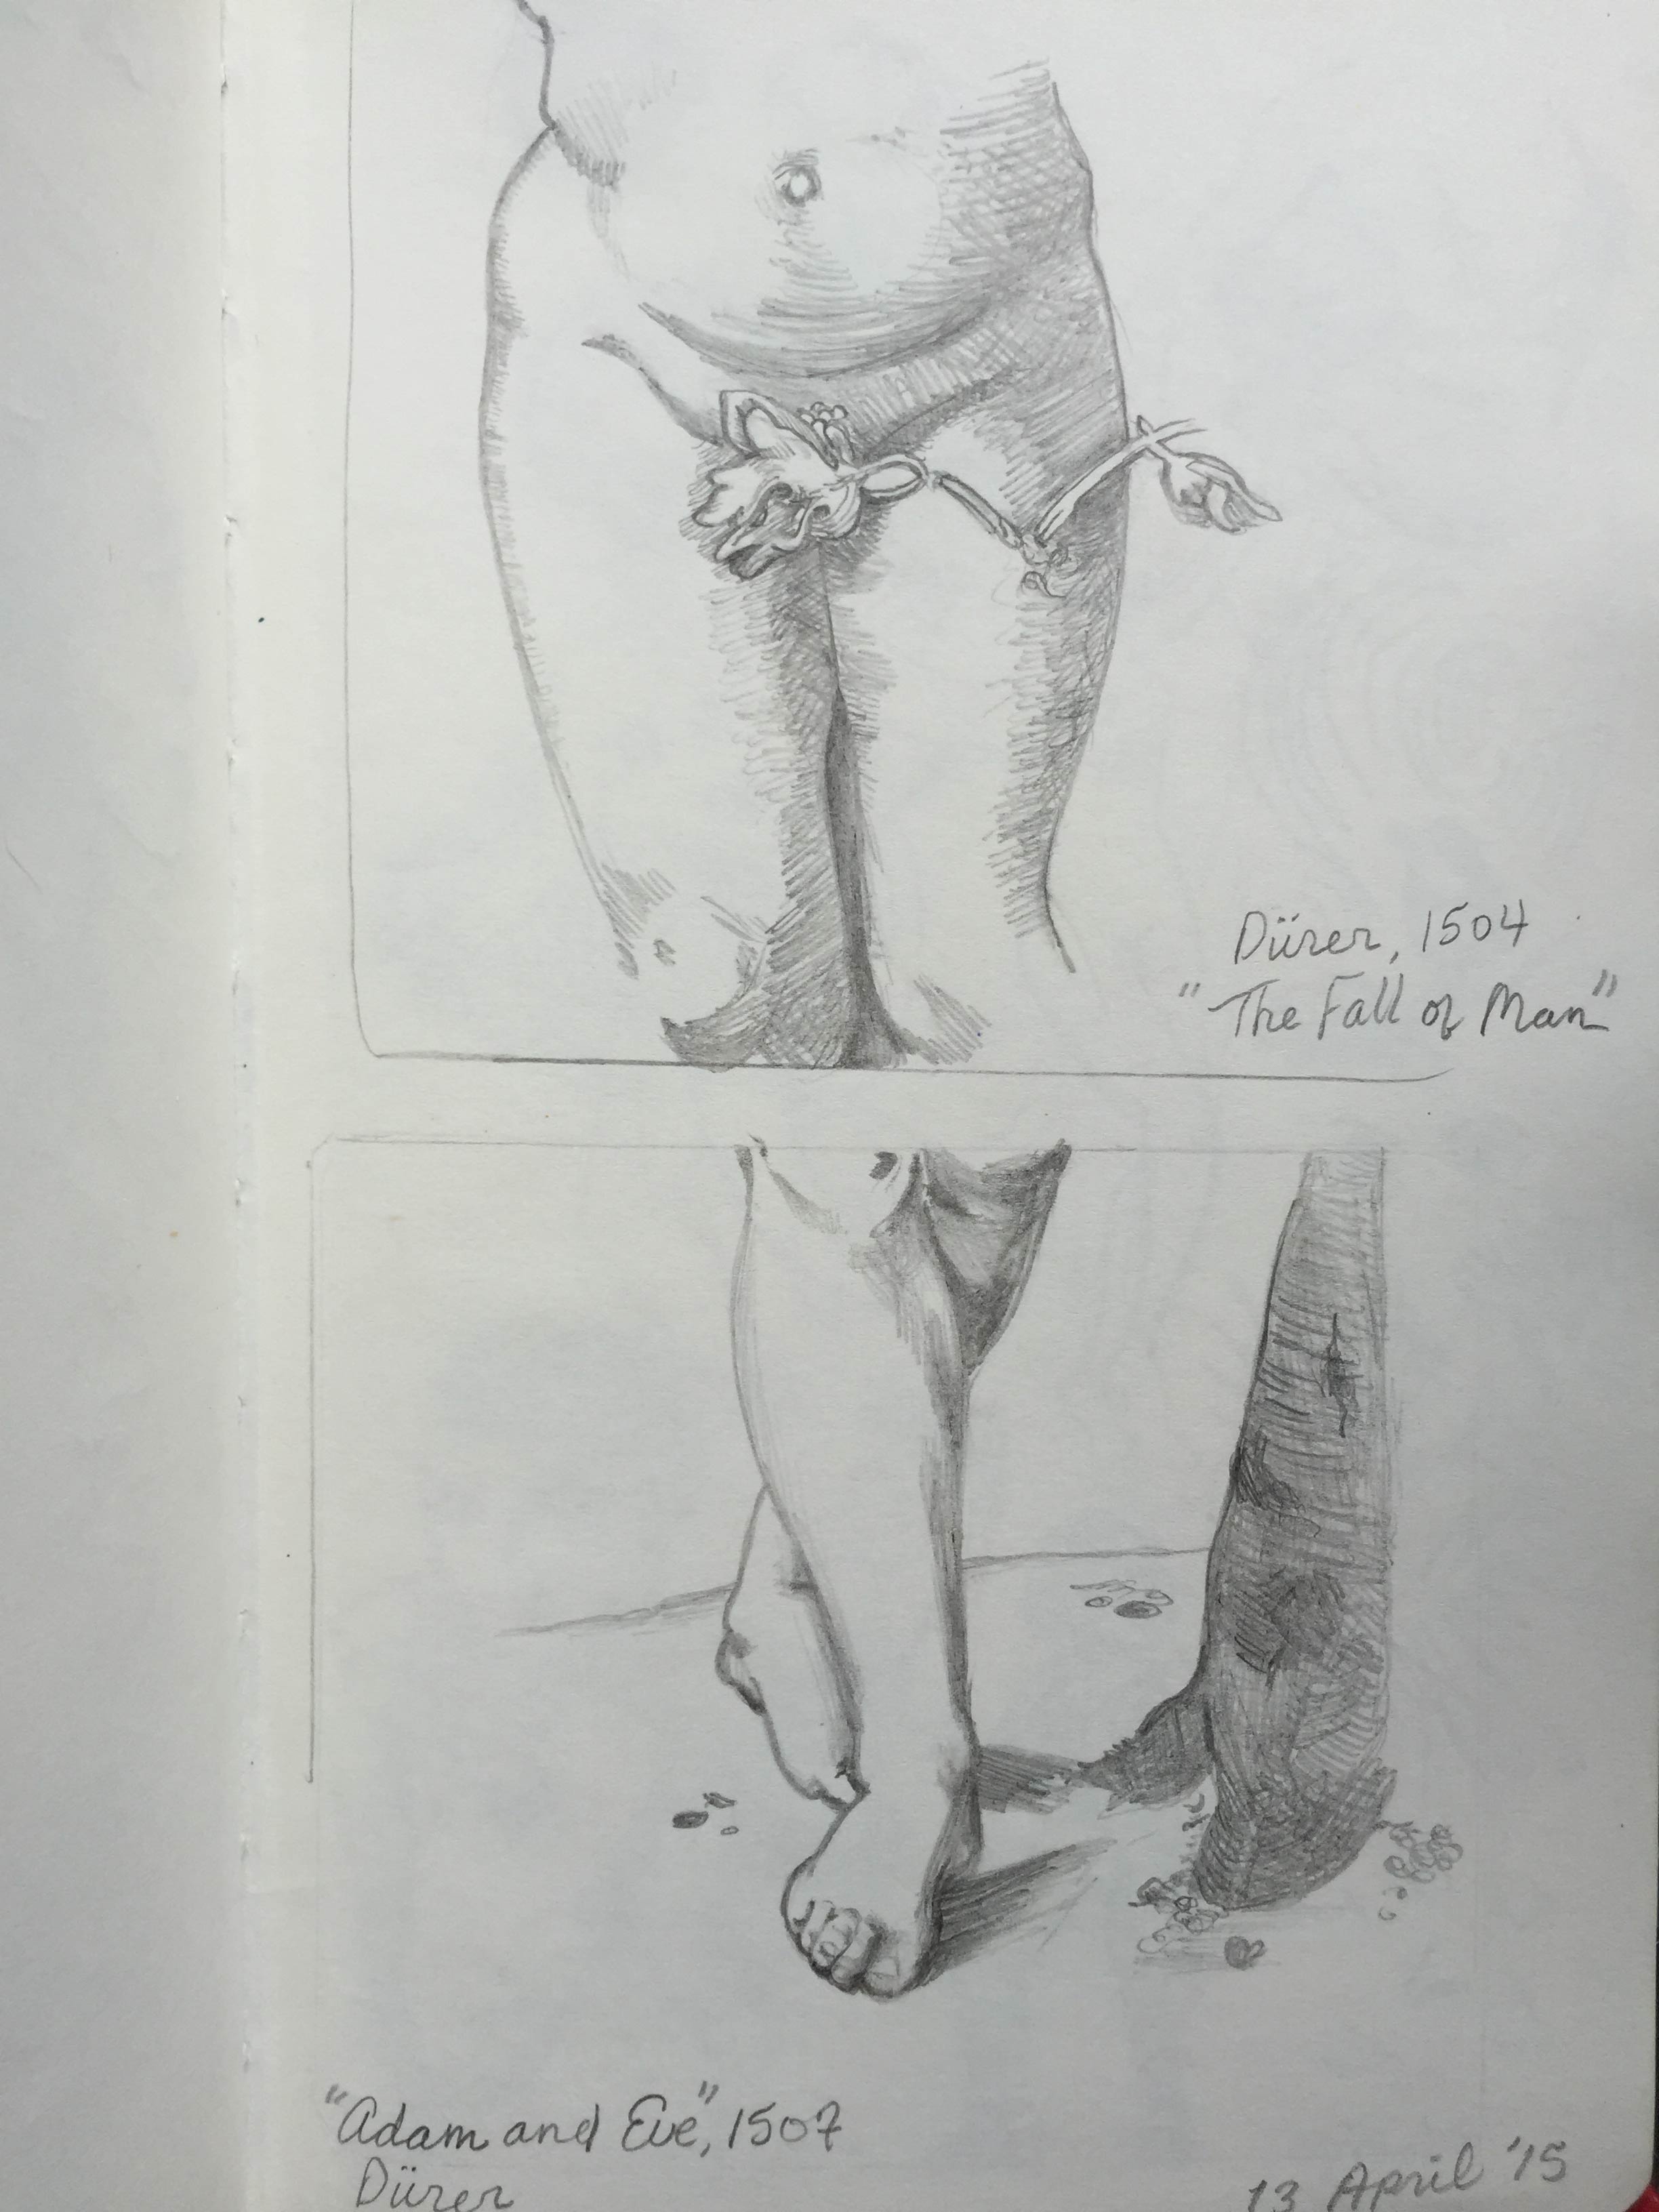 Dürer, 1504
"The Fall of Man"
"Adam and Eve", 1507
Dürer
13 April '15